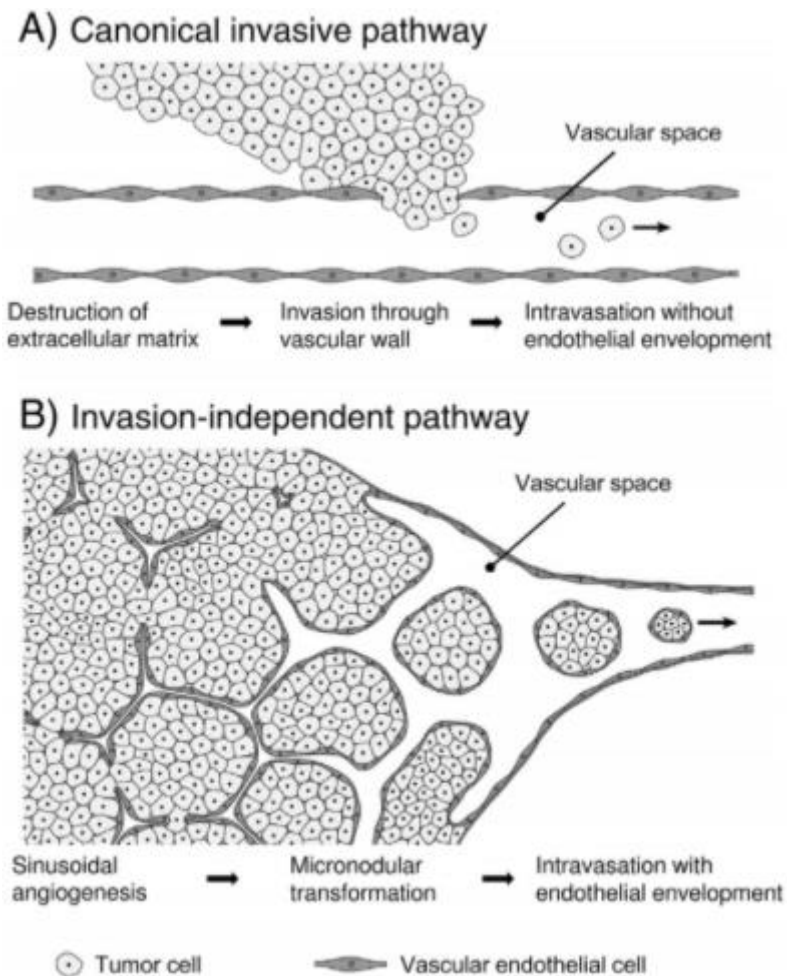 A) Canonical invasive pathway
Vascular space
Destruction of
extracellular matrix
Invasion through
vascular wall
Intravasation without
endothelial envelopment
B) Invasion-independent pathway
Vascular space
Sinusoidal
angiogenesis
Micronodular
transformation
Intravasation with
endothelial envelopment
Tumor cell
Vascular endothelial cell